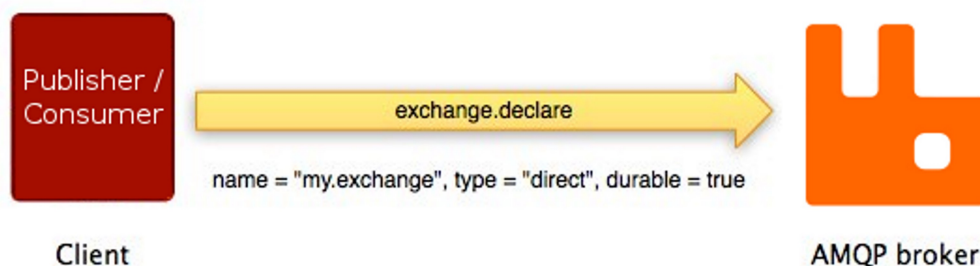 Publisher /
Consumer
exchange.declare
name = "my.exchange", type = "direct", durable = true
Client
AMQP broker